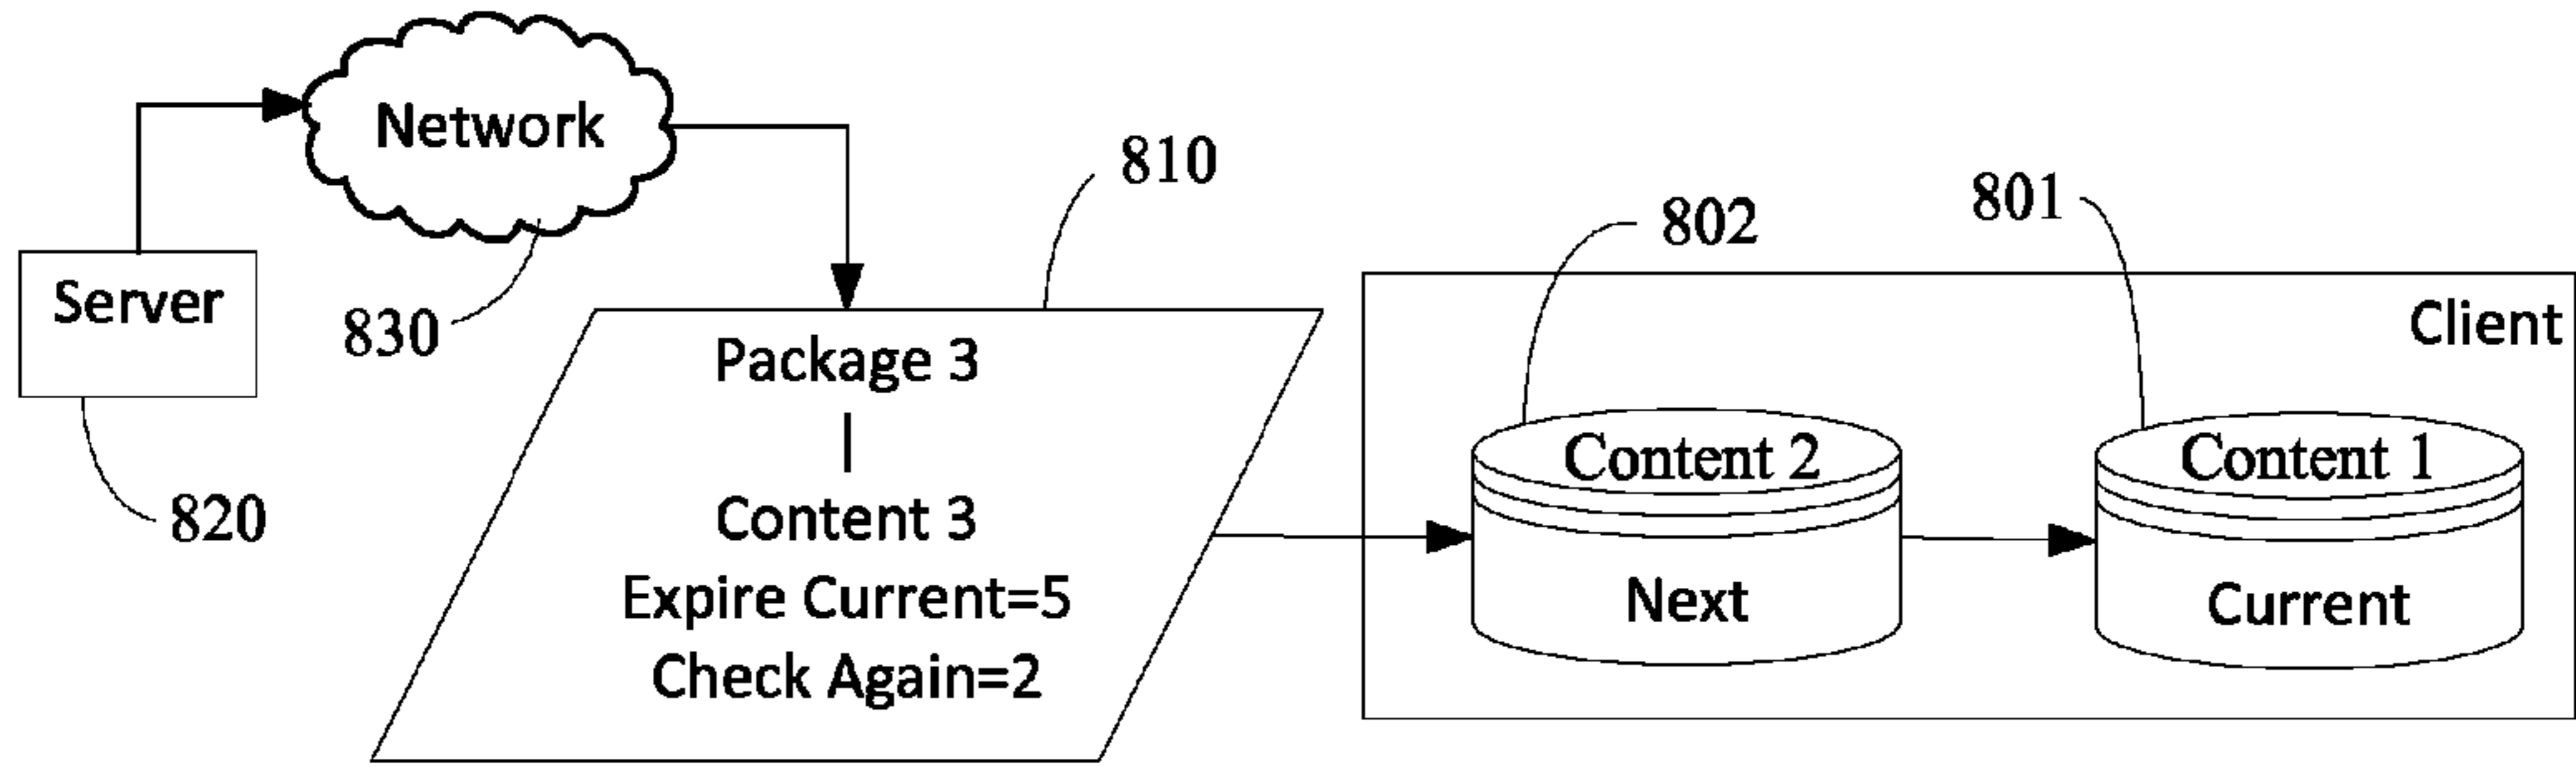 Network
810
802
801
Server
830
Client
Package 3
|
Content 3
Expire Current=5
Check Again=2
820
Content 2
Next
Content 1
Current